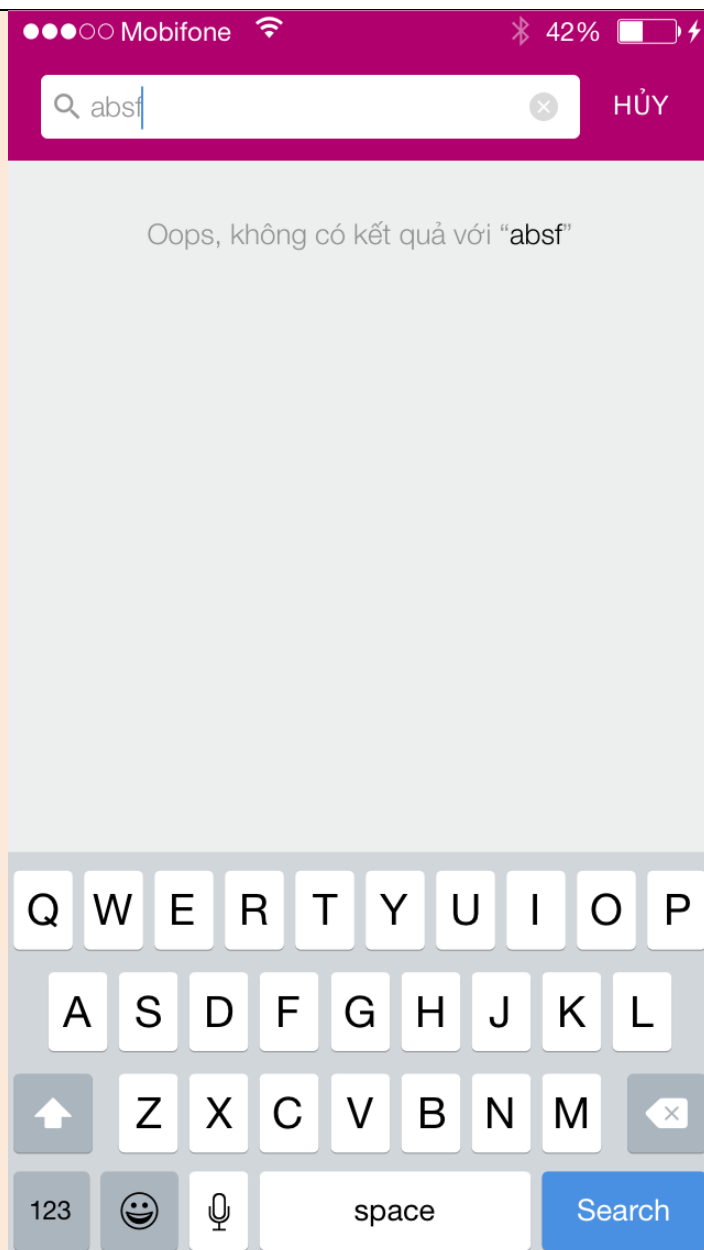 Mobifone 42%
absf HỦY
Oops, không có kết quả với “absf”
Q W E R T Y U I O P
A S D F G H J K L
Z X C V B N M
123 space Search